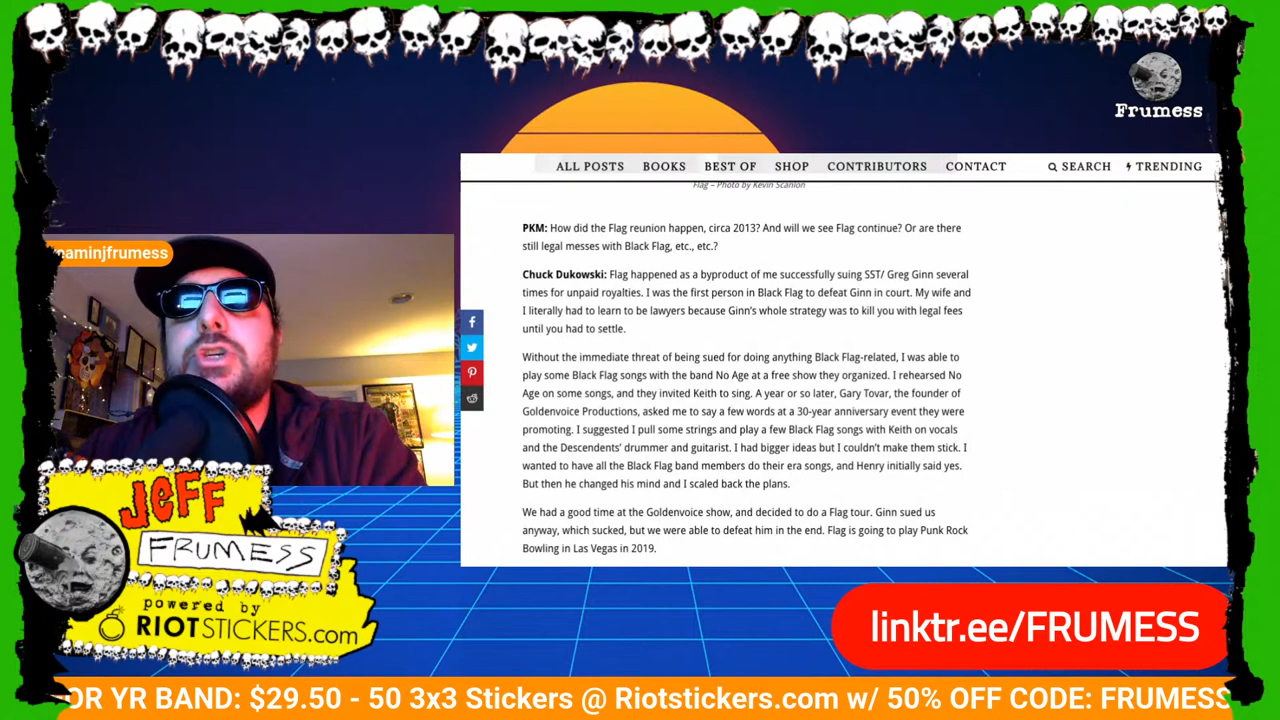 Frumess
ALL POSTS BOOKS BEST OF SHOP CONTRIBUTORS CONTACT SEARCH TRENDING
Flag – Photo by Kevin Scanlon
PKM: How did the Flag reunion happen, circa 2013? And will we see Flag continue? Or are there
still legal messes with Black Flag, etc., etc.?
Chuck Dukowski: Flag happened as a byproduct of me successfully suing SST/ Greg Ginn several
times for unpaid royalties. I was the first person in Black Flag to defeat Ginn in court. My wife and
I literally had to learn to be lawyers because Ginn's whole strategy was to kill you with legal fees
until you had to settle.
Without the immediate threat of being sued for doing anything Black Flag-related, I was able to
play some Black Flag songs with the band No Age at a free show they organized. I rehearsed No
Age on some songs, and they invited Keith to sing. A year or so later, Gary Tovar, the founder of
Goldenvoice Productions, asked me to say a few words at a 30-year anniversary event they were
promoting. I suggested I pull some strings and play a few Black Flag songs with Keith on vocals
and the Descendents' drummer and guitarist. I had bigger ideas but I couldn't make them stick. I
wanted to have all the Black Flag band members do their era songs, and Henry initially said yes.
But then he changed his mind and I scaled back the plans.
We had a good time at the Goldenvoice show, and decided to do a Flag tour. Ginn sued us
anyway, which sucked, but we were able to defeat him in the end. Flag is going to play Punk Rock
Bowling in Las Vegas in 2019.
eaminjfrumess
JEFF
FRUMESS
powered by
RIOTSTICKERS.com
linktr.ee/FRUMESS
OR YR BAND: $29.50 - 50 3x3 Stickers @ Riotstickers.com w/ 50% OFF CODE: FRUMESS